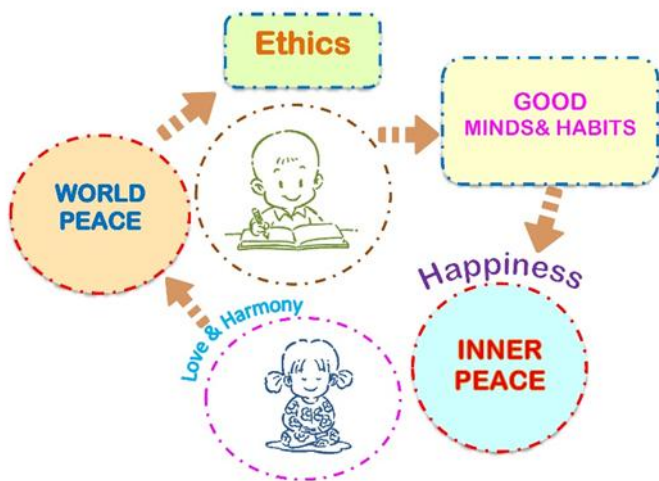 Ethics
GOOD
MINDS& HABITS
WORLD
PEACE
Happiness
Love & Harmony
INNER
PEACE